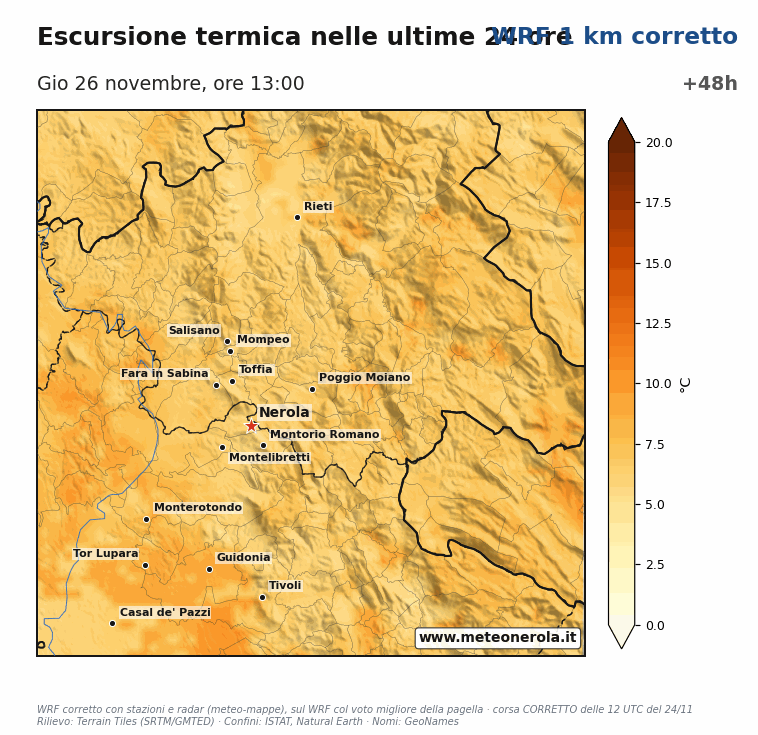 Escursione termica nelle ultime 24 ore
WRF 1 km corretto
Gio 26 novembre, ore 13:00
+48h
Rieti
Salisano
Mompeo
Fara in Sabina
Toffia
Poggio Moiano
Nerola
Montorio Romano
Montelibretti
Monterotondo
Tor Lupara
Guidonia
Tivoli
Casal de' Pazzi
www.meteonerola.it
20.0
17.5
15.0
12.5
10.0
7.5
5.0
2.5
0.0
°C
WRF corretto con stazioni e radar (meteo-mappe), sul WRF col voto migliore della pagella · corsa CORRETTO delle 12 UTC del 24/11
Rilievo: Terrain Tiles (SRTM/GMTED) · Confini: ISTAT, Natural Earth · Nomi: GeoNames